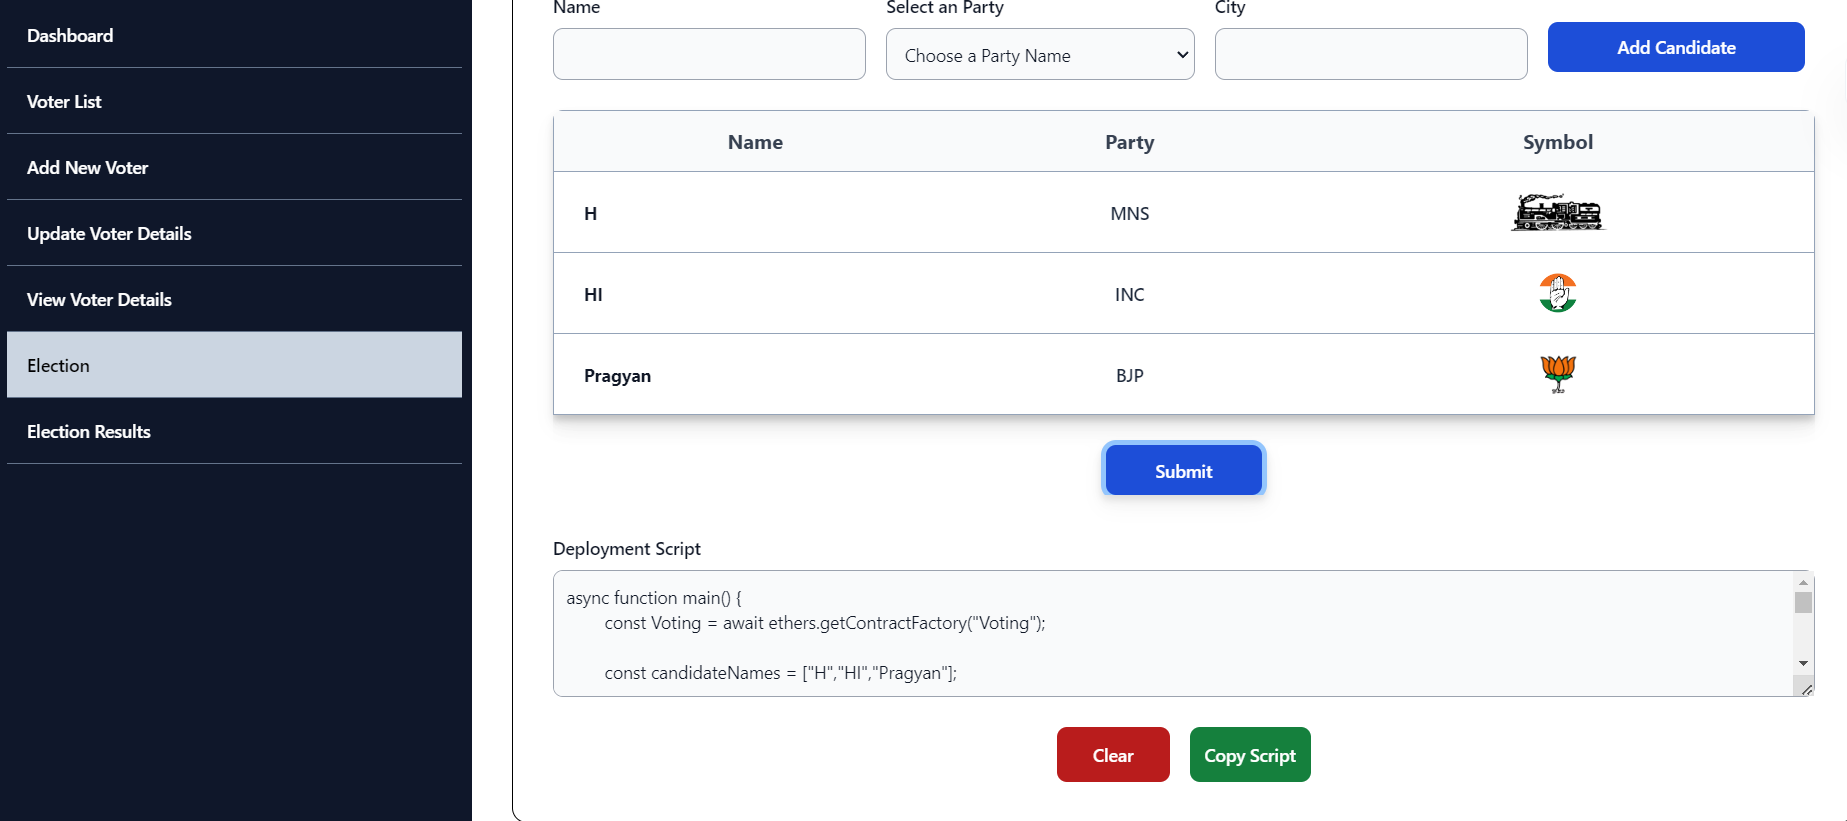 Dashboard
Voter List
Add New Voter
Update Voter Details
View Voter Details
Election
Election Results
Name Select an Party City
Choose a Party Name Add Candidate
Name Party Symbol
H MNS
HI INC
Pragyan BJP
Submit
Deployment Script
async function main() {
const Voting = await ethers.getContractFactory("Voting");
const candidateNames = ["H","HI","Pragyan"];
Clear Copy Script